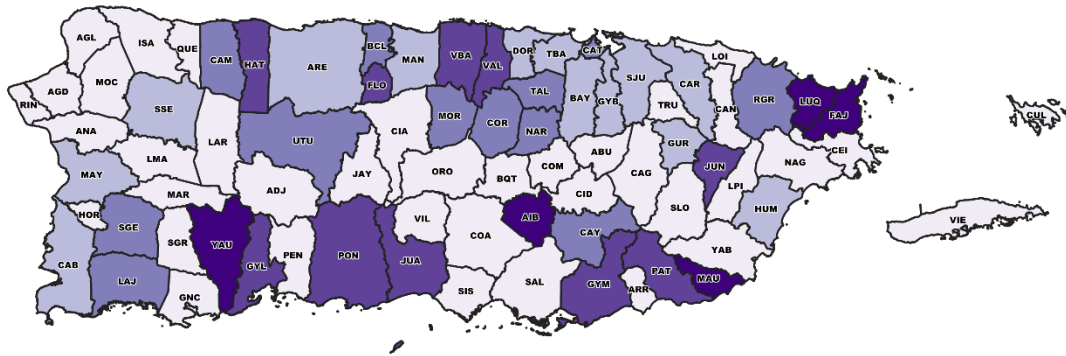 AGL
ISA
QUE
CAM
HAT
ARE
BCL
MAN
VBA
VAL
DOR
TBA
CAT
SJU
CAR
LOI
MOC
AGD
RIN
SSE
FLO
TAL
BAY
GYB
TRU
CAN
RGR
LUQ
FAJ
CUL
ANA
LAR
UTU
CIA
MOR
COR
NAR
GUR
CEI
LMA
MAY
JAY
ORO
BQT
COM
ABU
CAG
JUN
LPI
NAG
MAR
ADJ
CID
SLO
HUM
HOR
SGE
SGR
YAU
GYL
PEN
PON
JUA
VIL
COA
AIB
CAY
YAB
VIE
CAB
LAJ
GNC
SIS
SAL
GYM
ARR
PAT
MAU